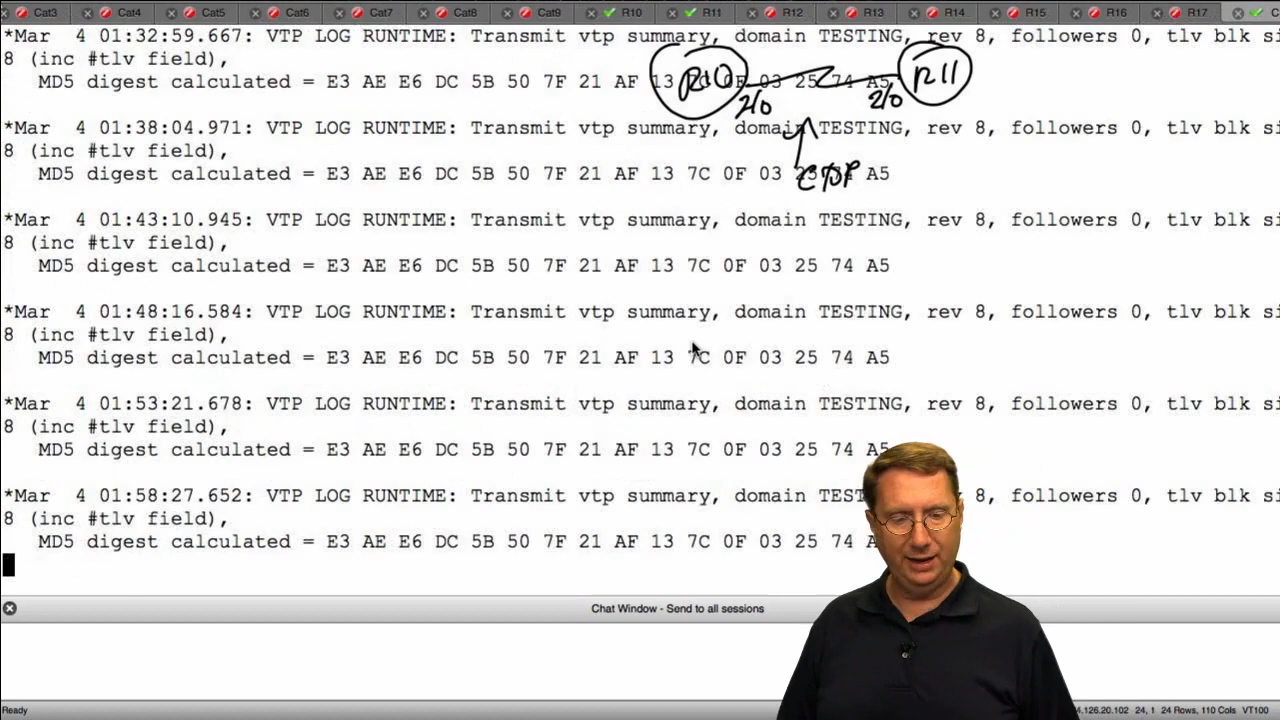 Cat3 Cat4 Cat5 Cat6 Cat7 Cat8 Cat9 R10 R11 R12 R13 R14 R15 R16 R17 C
*Mar 4 01:32:59.667: VTP LOG RUNTIME: Transmit vtp summary, domain TESTING, rev 8, followers 0, tlv blk si
8 (inc #tlv field),
MD5 digest calculated = E3 AE E6 DC 5B 50 7F 21 AF 13 7C 0F 03 25 74 A5
R10 R11
2/0 2/0
*Mar 4 01:38:04.971: VTP LOG RUNTIME: Transmit vtp summary, domain TESTING, rev 8, followers 0, tlv blk si
8 (inc #tlv field),
MD5 digest calculated = E3 AE E6 DC 5B 50 7F 21 AF 13 7C 0F 03 25 74 A5
*Mar 4 01:43:10.945: VTP LOG RUNTIME: Transmit vtp summary, domain TESTING, rev 8, followers 0, tlv blk si
8 (inc #tlv field),
MD5 digest calculated = E3 AE E6 DC 5B 50 7F 21 AF 13 7C 0F 03 25 74 A5
*Mar 4 01:48:16.584: VTP LOG RUNTIME: Transmit vtp summary, domain TESTING, rev 8, followers 0, tlv blk si
8 (inc #tlv field),
MD5 digest calculated = E3 AE E6 DC 5B 50 7F 21 AF 13 7C 0F 03 25 74 A5
*Mar 4 01:53:21.678: VTP LOG RUNTIME: Transmit vtp summary, domain TESTING, rev 8, followers 0, tlv blk si
8 (inc #tlv field),
MD5 digest calculated = E3 AE E6 DC 5B 50 7F 21 AF 13 7C 0F 03 25 74 A5
*Mar 4 01:58:27.652: VTP LOG RUNTIME: Transmit vtp summary, domain TEST 8, followers 0, tlv blk si
8 (inc #tlv field),
MD5 digest calculated = E3 AE E6 DC 5B 50 7F 21 AF 13 7C 0F 03 25 74
Chat Window - Send to all sessions
Ready 4.126.20.102 24, 1 24 Rows, 110 Cols VT100